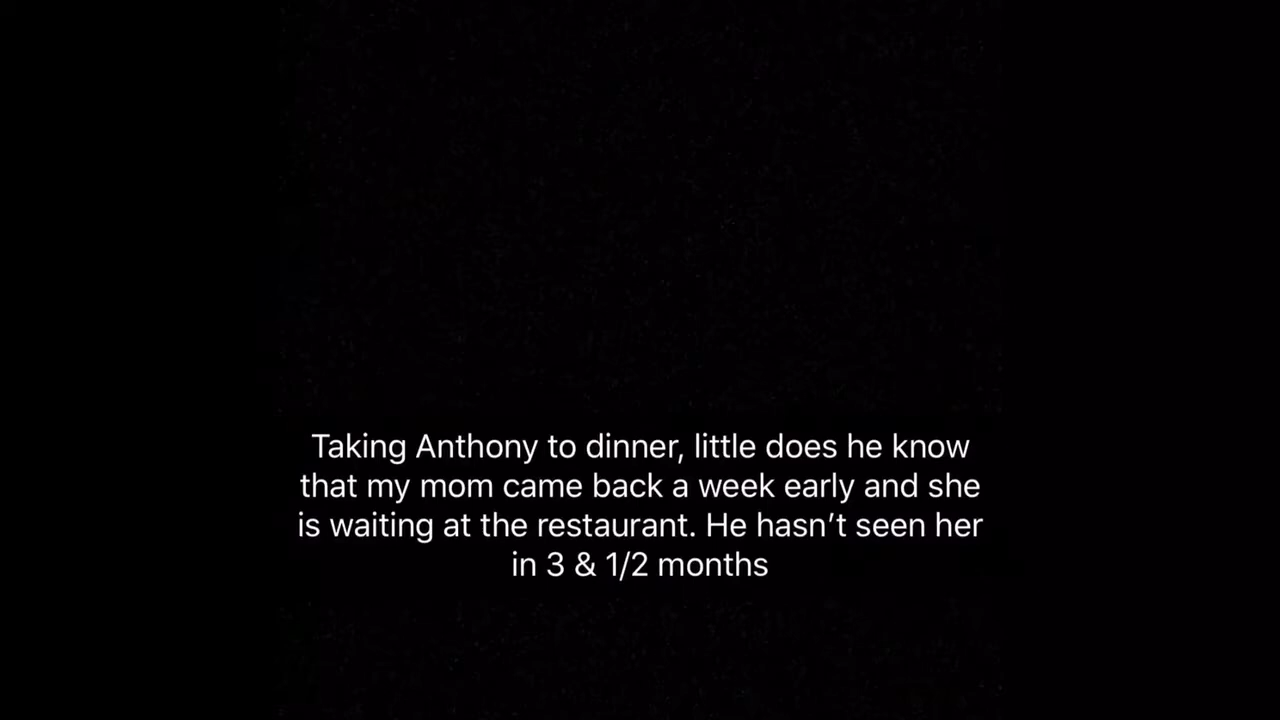 Taking Anthony to dinner, little does he know
that my mom came back a week early and she
is waiting at the restaurant. He hasn’t seen her
in 3 & 1/2 months